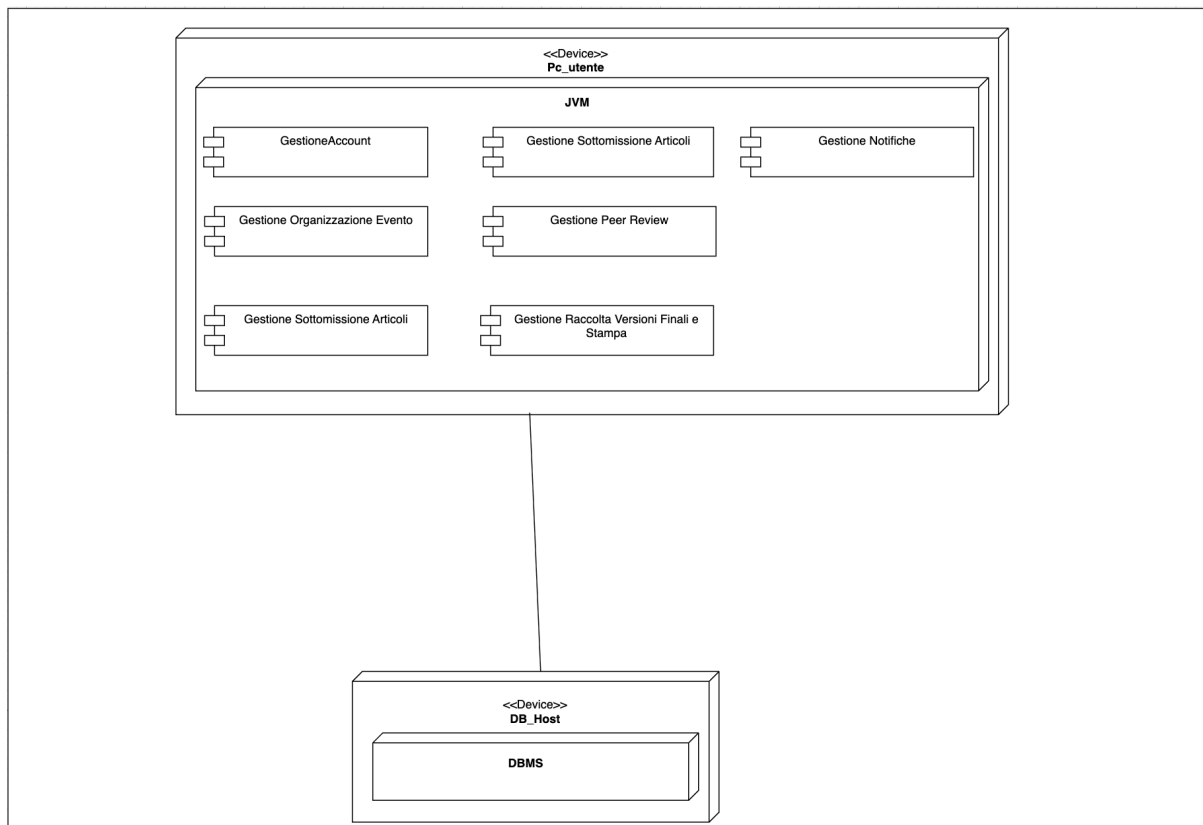 <<Device>>
Pc_utente
JVM
GestioneAccount
Gestione Sottomissione Articoli
Gestione Notifiche
Gestione Organizzazione Evento
Gestione Peer Review
Gestione Sottomissione Articoli
Gestione Raccolta Versioni Finali e
Stampa
<<Device>>
DB_Host
DBMS